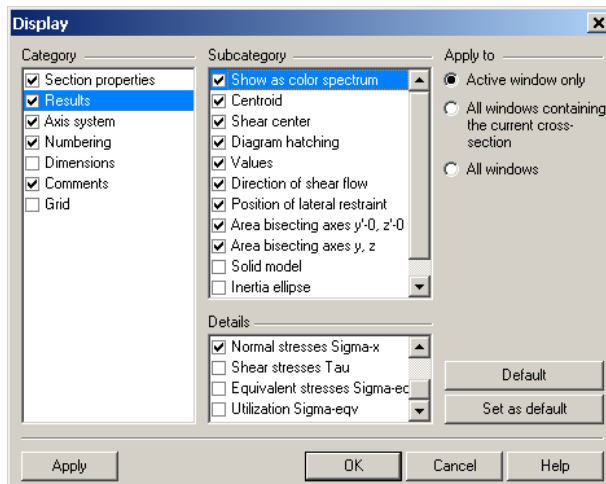 Display
Category
Section properties
Results
Axis system
Numbering
Dimensions
Comments
Grid
Subcategory
Show as color spectrum
Centroid
Shear center
Diagram hatching
Values
Direction of shear flow
Position of lateral restraint
Area bisecting axes y'-0, z'-0
Area bisecting axes y, z
Solid model
Inertia ellipse
Details
Normal stresses Sigma-x
Shear stresses Tau
Equivalent stresses Sigma-eq
Utilization Sigma-eqv
Apply to
Active window only
All windows containing
the current cross-
section
All windows
Default
Set as default
Apply
OK
Cancel
Help